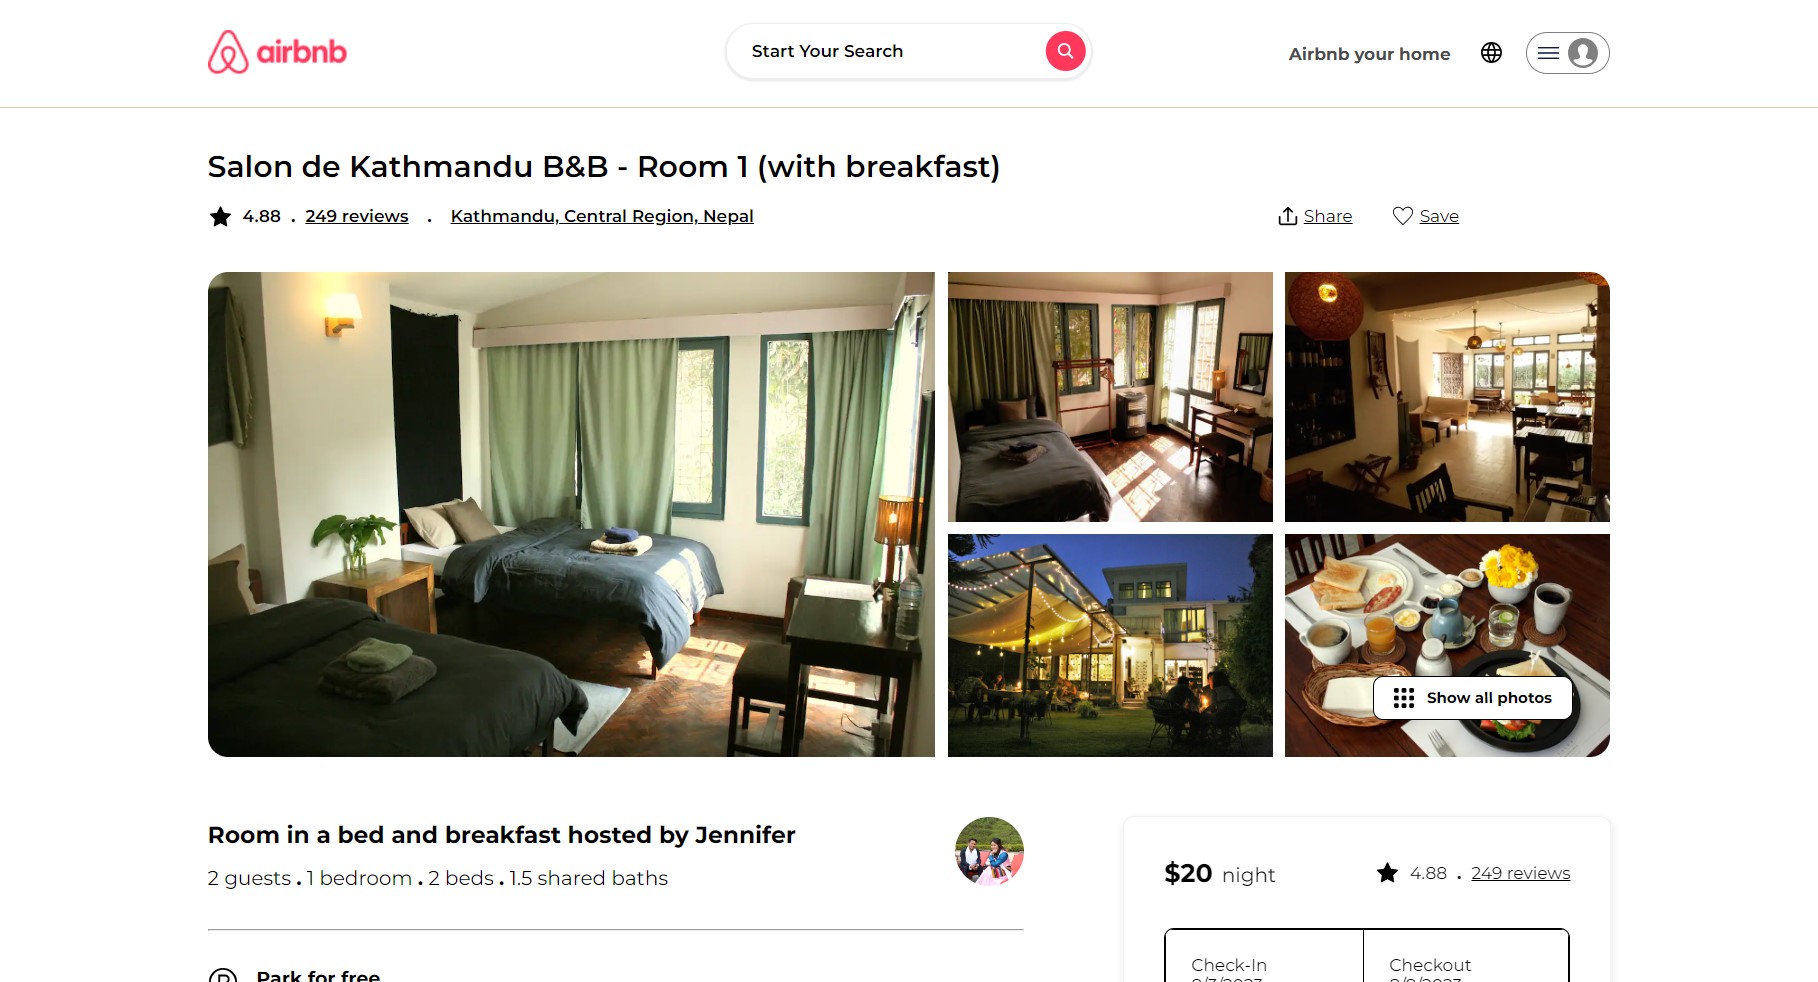 airbnb
Start Your Search
Airbnb your home
Salon de Kathmandu B&B - Room 1 (with breakfast)
4.88 . 249 reviews . Kathmandu, Central Region, Nepal
Share
Save
Show all photos
Room in a bed and breakfast hosted by Jennifer
2 guests . 1 bedroom . 2 beds . 1.5 shared baths
$20 night
4.88 . 249 reviews
Park for free
Check-In
Checkout